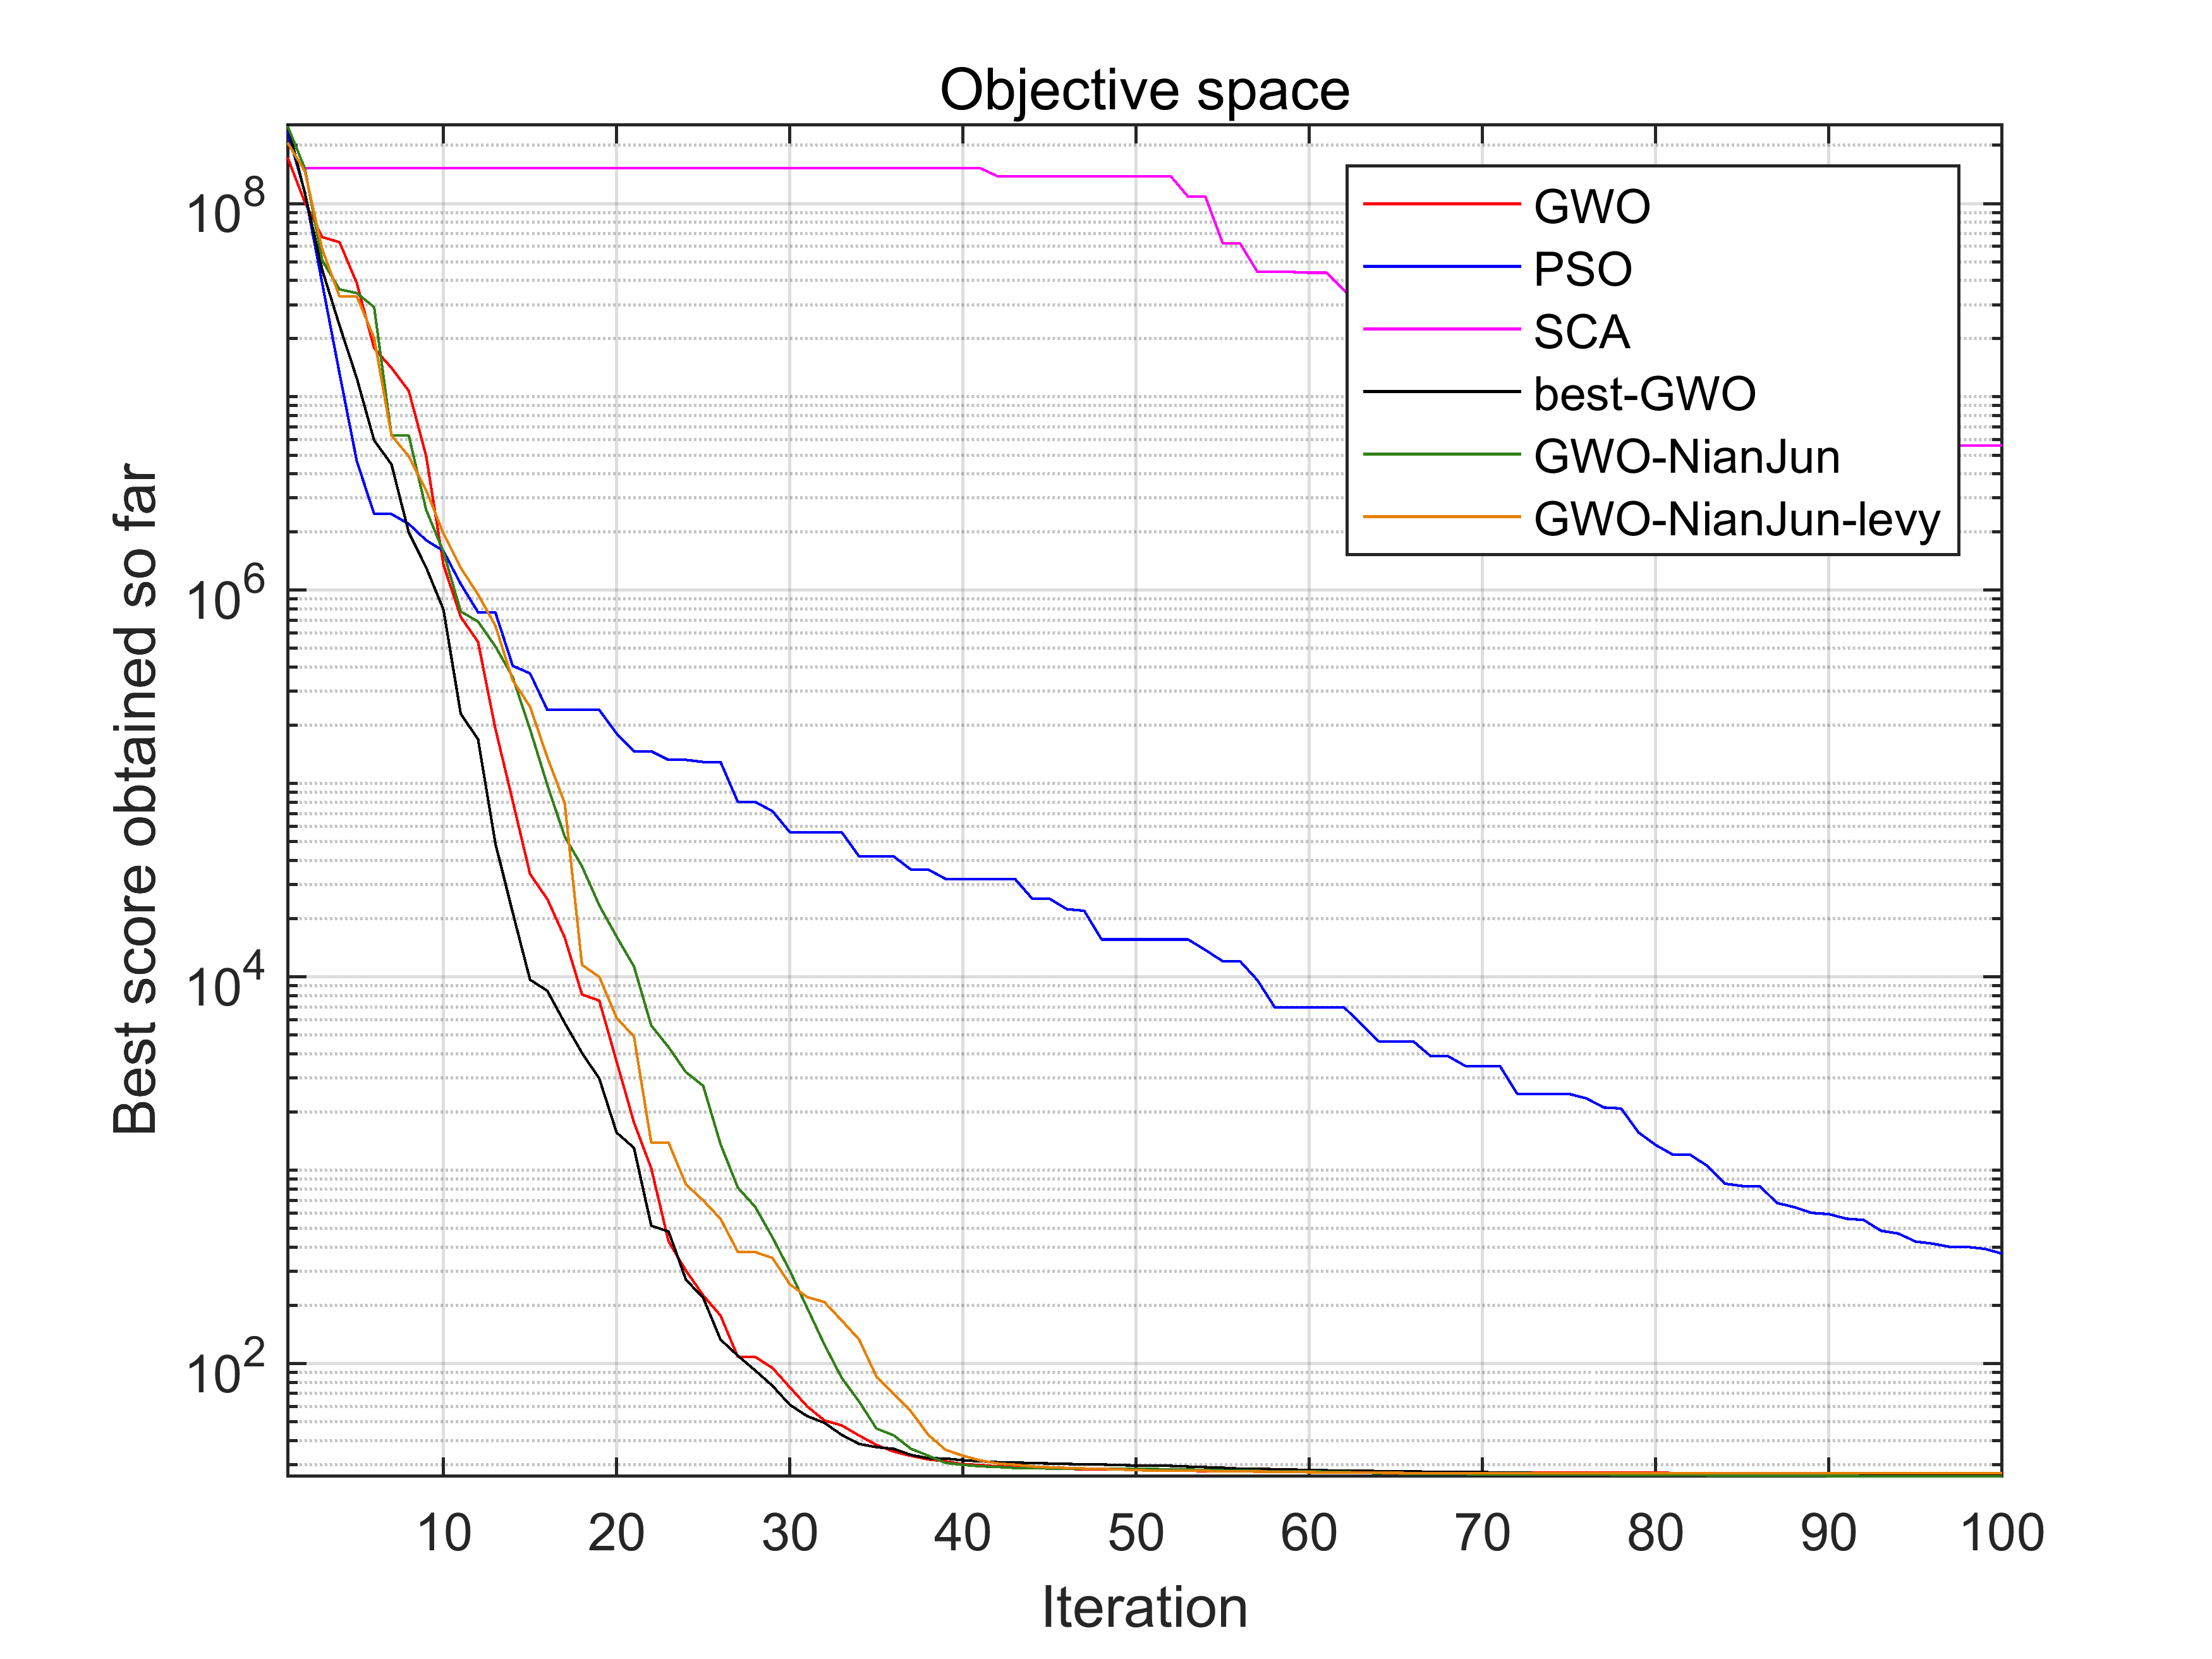 Objective space
Best score obtained so far
10^8
10^6
10^4
10^2
GWO
PSO
SCA
best-GWO
GWO-NianJun
GWO-NianJun-levy
10 20 30 40 50 60 70 80 90 100
Iteration